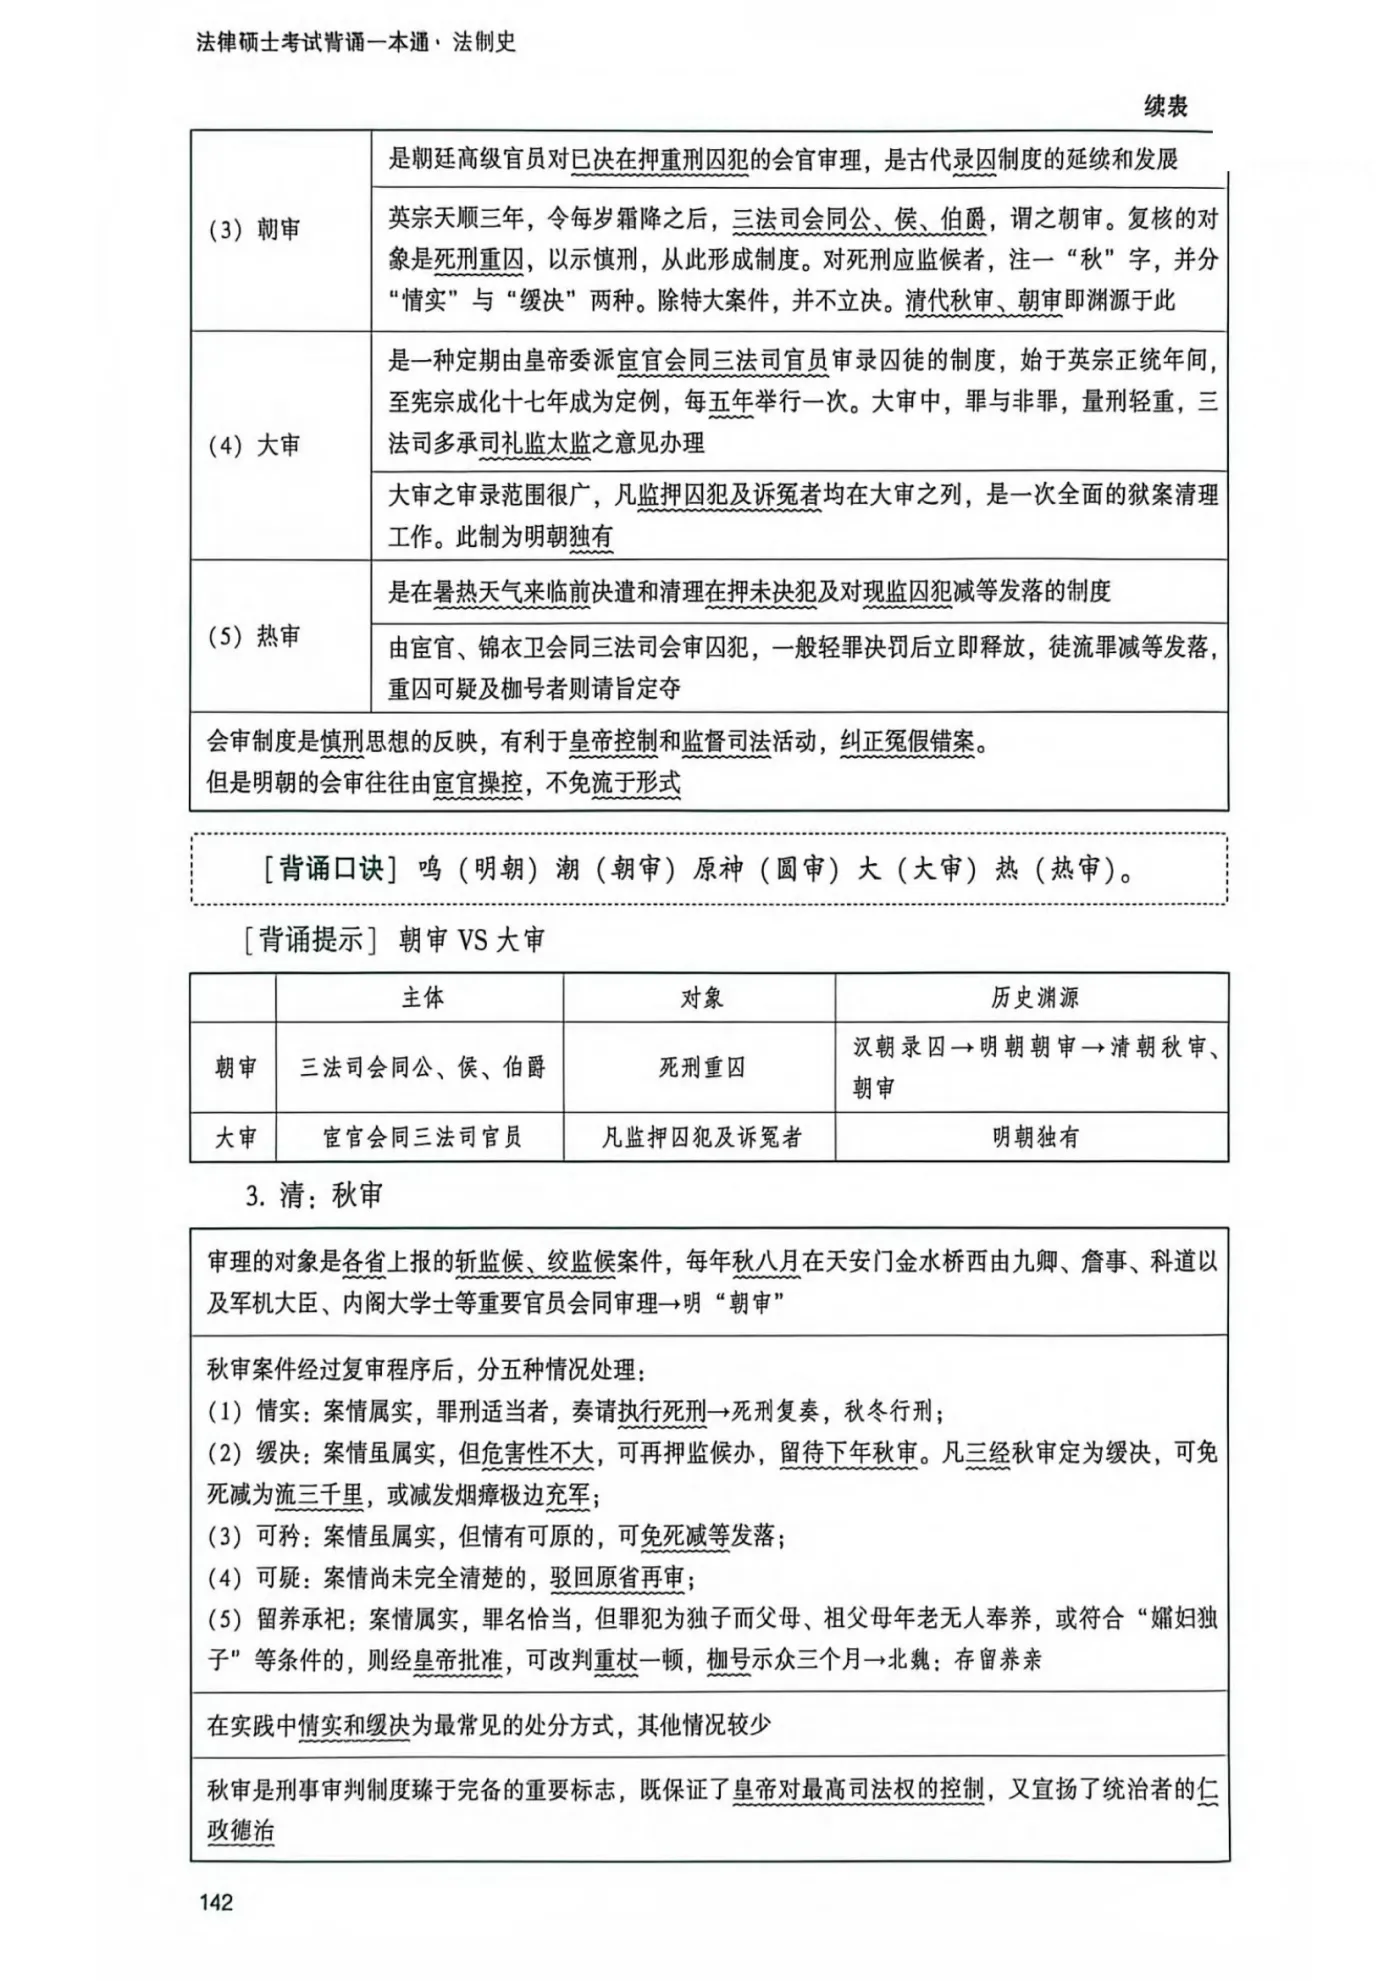 法律硕士考试背诵一本通·法制史
续表
(3) 朝审
是朝廷高级官员对已决在押重刑囚犯的会官审理，是古代录囚制度的延续和发展
英宗天顺三年，令每岁霜降之后，三法司会同公、侯、伯爵，谓之朝审。复核的对
象是死刑重囚，以示慎刑，从此形成制度。对死刑应监候者，注一“秋”字，并分
“情实”与“缓决”两种。除特大案件，并不立决。清代秋审、朝审即渊源于此
(4) 大审
是一种定期由皇帝委派宦官会同三法司官员审录囚徒的制度，始于英宗正统年间，
至宪宗成化十七年成为定例，每五年举行一次。大审中，罪与非罪，量刑轻重，三
法司多承司礼监太监之意见办理
大审之审录范围很广，凡监押囚犯及诉冤者均在大审之列，是一次全面的狱案清理
工作。此制为明朝独有
(5) 热审
是在暑热天气来临前决遣和清理在押未决犯及对现监囚犯减等发落的制度
由宦官、锦衣卫会同三法司会审囚犯，一般轻罪决罚后立即释放，徒流罪减等发落，
重囚可疑及枷号者则请旨定夺
会审制度是慎刑思想的反映，有利于皇帝控制和监督司法活动，纠正冤假错案。
但是明朝的会审往往由宦官操控，不免流于形式
[背诵口诀] 鸣（明朝）潮（朝审）原神（圆审）大（大审）热（热审）。
[背诵提示] 朝审 VS 大审
主体 对象 历史渊源
朝审 三法司会同公、侯、伯爵 死刑重囚 汉朝录囚→明朝朝审→清朝秋审、
朝审
大审 宦官会同三法司官员 凡监押囚犯及诉冤者 明朝独有
3. 清：秋审
审理的对象是各省上报的斩监候、绞监候案件，每年秋八月在天安门金水桥西由九卿、詹事、科道以
及军机大臣、内阁大学士等重要官员会同审理→明“朝审”
秋审案件经过复审程序后，分五种情况处理：
(1) 情实：案情属实，罪刑适当者，奏请执行死刑→死刑复奏，秋冬行刑；
(2) 缓决：案情虽属实，但危害性不大，可再押监候办，留待下年秋审。凡三经秋审定为缓决，可免
死减为流三千里，或减发烟瘴极边充军；
(3) 可矜：案情虽属实，但情有可原的，可免死减等发落；
(4) 可疑：案情尚未完全清楚的，驳回原省再审；
(5) 留养承祀：案情属实，罪名恰当，但罪犯为独子而父母、祖父母年老无人奉养，或符合“孀妇独
子”等条件的，则经皇帝批准，可改判重杖一顿，枷号示众三个月→北魏：存留养亲
在实践中情实和缓决为最常见的处分方式，其他情况较少
秋审是刑事审判制度臻于完备的重要标志，既保证了皇帝对最高司法权的控制，又宣扬了统治者的仁
政德治
142